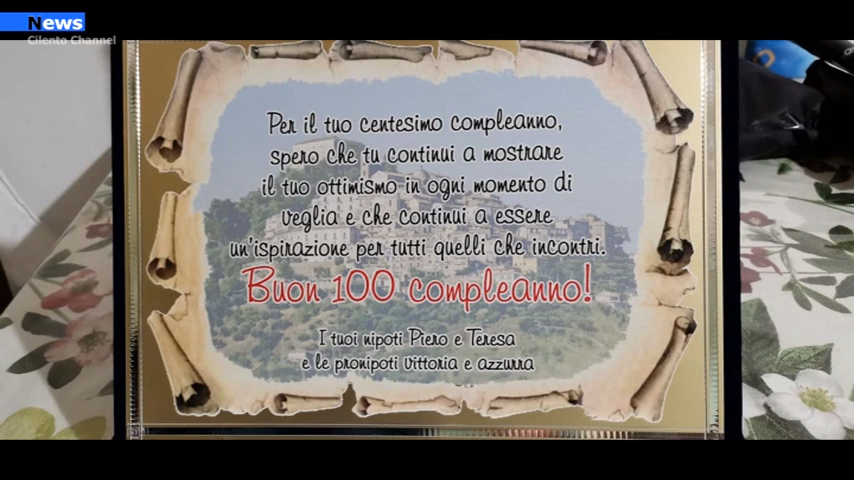 News
Cilento Channel
Per il tuo centesimo compleanno,
spero che tu continui a mostrare
il tuo ottimismo in ogni momento di
veglia e che continui a essere
un'ispirazione per tutti quelli che incontri.
Buon 100 compleanno!
I tuoi nipoti Piero e Teresa
e le pronipoti vittoria e azzurra